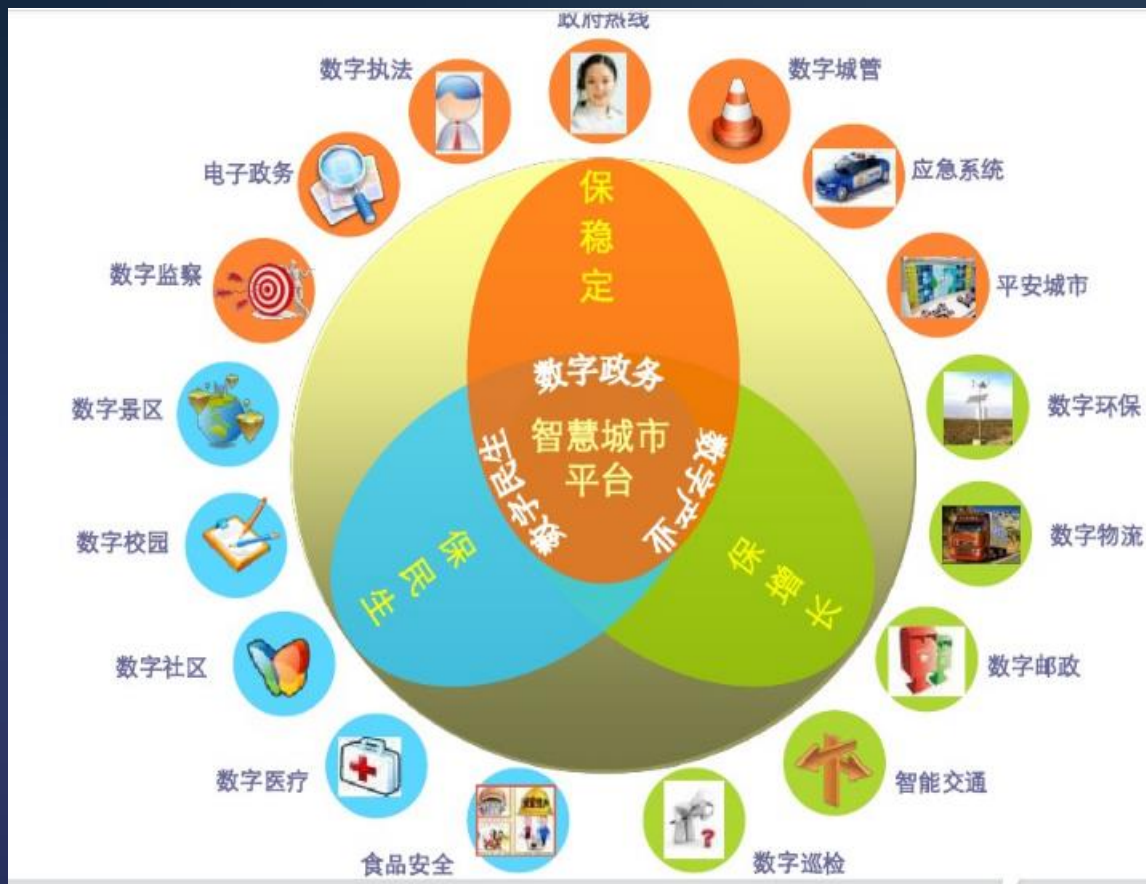 政府热线
数字执法
数字城管
电子政务
应急系统
数字监察
平安城市
数字景区
数字环保
数字校园
数字物流
数字社区
数字邮政
数字医疗
智能交通
食品安全
数字巡检
保稳定
数字政务
智慧城市
平台
数字民生
数字产业
保民生
保增长